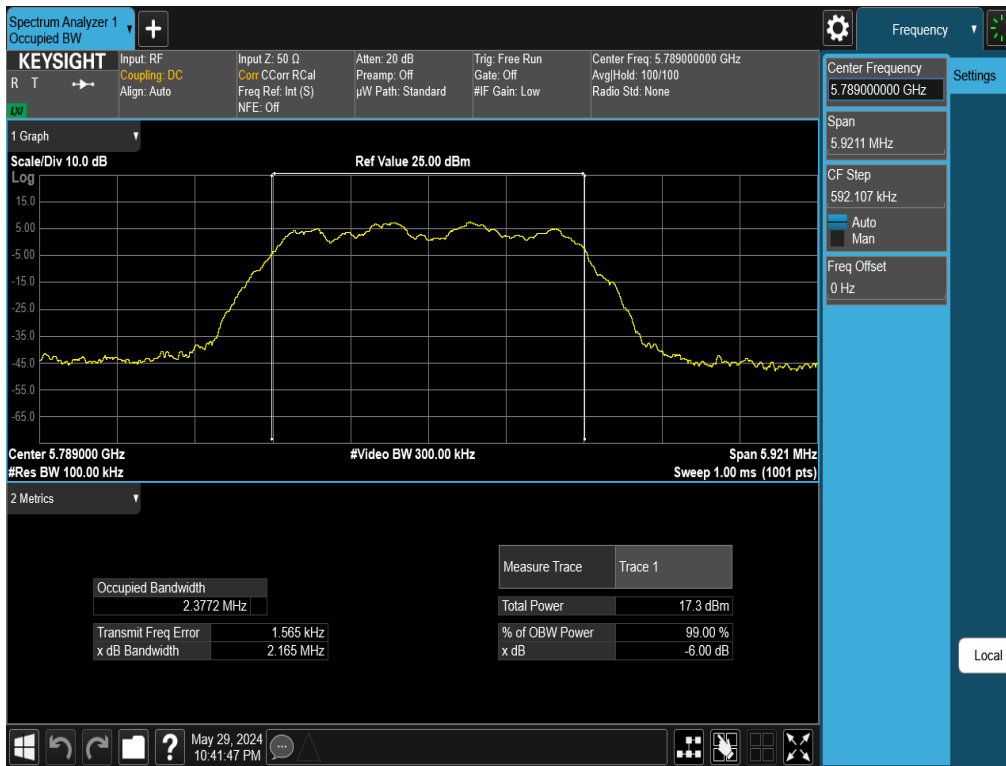 Spectrum Analyzer 1
Occupied BW
Frequency
KEYSIGHT
R T
LXI
Input: RF
Coupling: DC
Align: Auto
Input Z: 50 Ω
Corr CCorr RCal
Freq Ref: Int (S)
NFE: Off
Atten: 20 dB
Preamp: Off
µW Path: Standard
Trig: Free Run
Gate: Off
#IF Gain: Low
Center Freq: 5.789000000 GHz
Avg|Hold: 100/100
Radio Std: None
Center Frequency
5.789000000 GHz
Settings
Span
5.9211 MHz
CF Step
592.107 kHz
Auto
Man
Freq Offset
0 Hz
Local
1 Graph
Scale/Div 10.0 dB
Ref Value 25.00 dBm
Log
15.0
5.00
-5.00
-15.0
-25.0
-35.0
-45.0
-55.0
-65.0
Center 5.789000 GHz
#Video BW 300.00 kHz
Span 5.921 MHz
#Res BW 100.00 kHz
Sweep 1.00 ms (1001 pts)
2 Metrics
Measure Trace Trace 1
Occupied Bandwidth
2.3772 MHz
Total Power 17.3 dBm
Transmit Freq Error 1.565 kHz
% of OBW Power 99.00 %
x dB Bandwidth 2.165 MHz
x dB -6.00 dB
?
May 29, 2024
10:41:47 PM